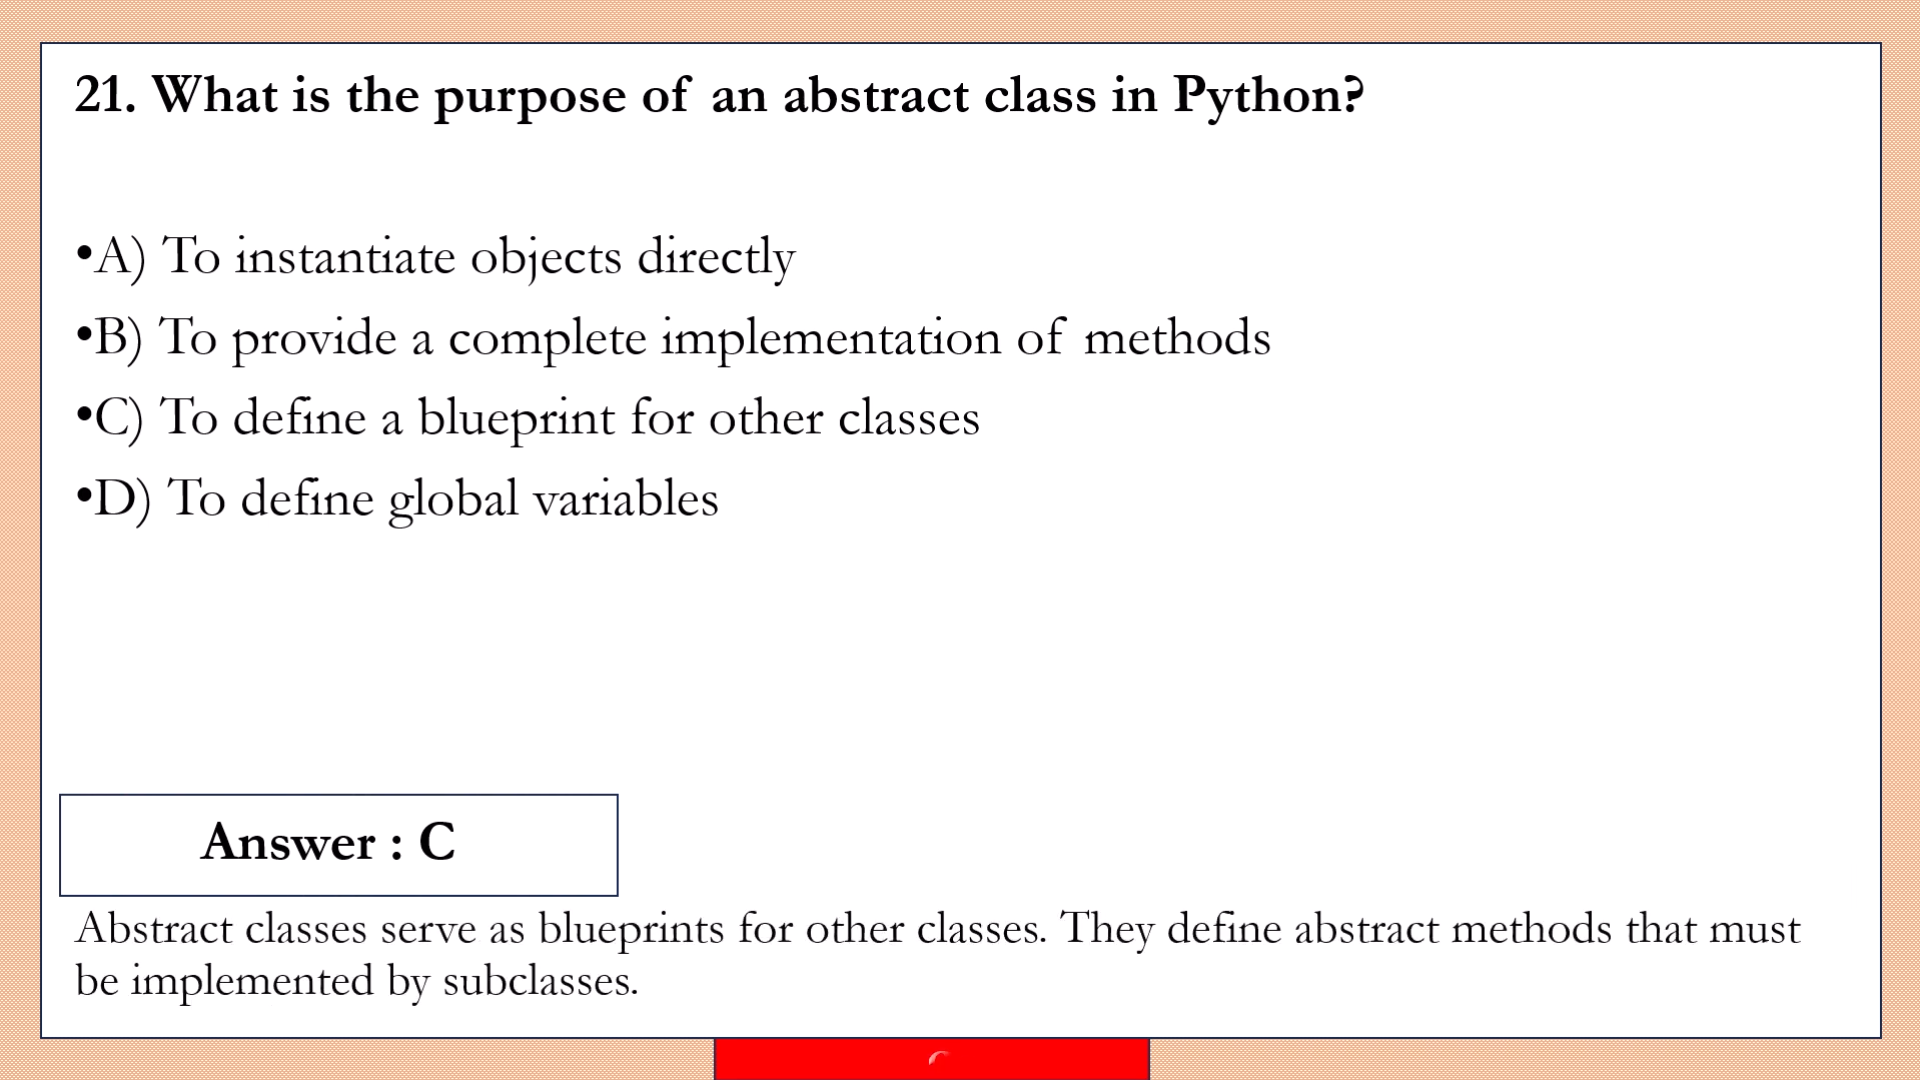 21. What is the purpose of an abstract class in Python?
•A) To instantiate objects directly
•B) To provide a complete implementation of methods
•C) To define a blueprint for other classes
•D) To define global variables
Answer : C
Abstract classes serve as blueprints for other classes. They define abstract methods that must
be implemented by subclasses.